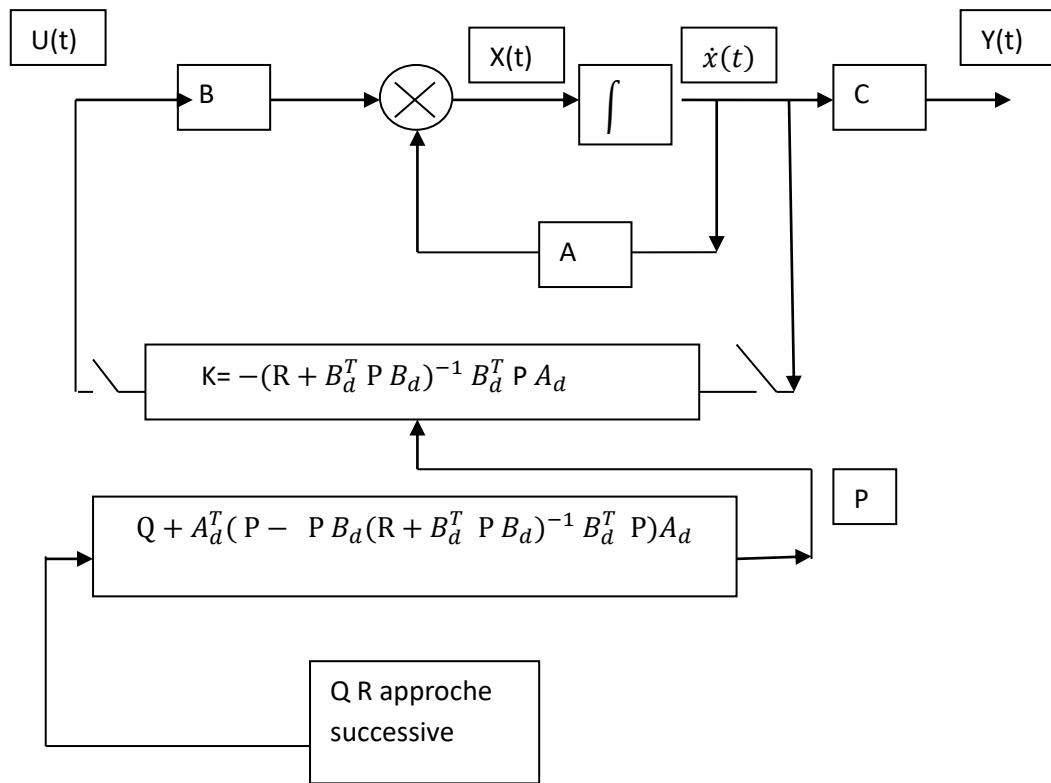 U(t)
X(t)
ẋ(t)
Y(t)
B
∫
C
A
K= −(R + B_d^T P B_d)^{−1} B_d^T P A_d
P
Q + A_d^T( P − P B_d(R + B_d^T P B_d)^{−1} B_d^T P)A_d
Q R approche
successive